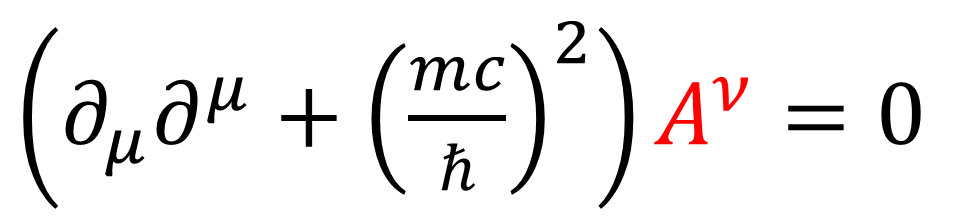 (∂_μ ∂^μ + (mc/ħ)^2) A^ν = 0